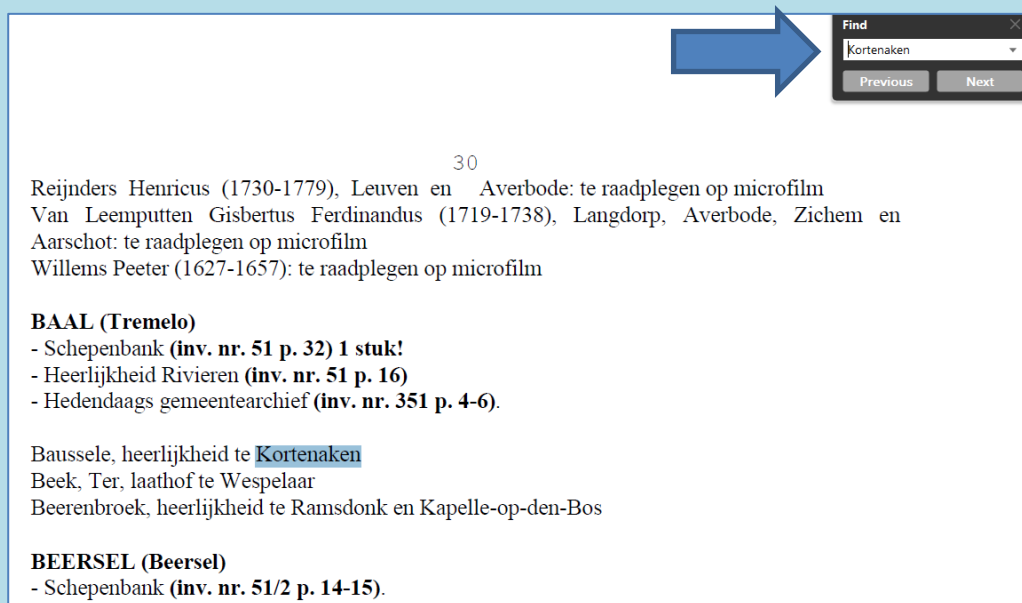 Find
Kortenaken
Previous Next
30
Reijnders Henricus (1730-1779), Leuven en Averbode: te raadplegen op microfilm
Van Leemputten Gisbertus Ferdinandus (1719-1738), Langdorp, Averbode, Zichem en
Aarschot: te raadplegen op microfilm
Willems Peeter (1627-1657): te raadplegen op microfilm
BAAL (Tremelo)
- Schepenbank (inv. nr. 51 p. 32) 1 stuk!
- Heerlijkheid Rivieren (inv. nr. 51 p. 16)
- Hedendaags gemeentearchief (inv. nr. 351 p. 4-6).
Baussele, heerlijkheid te Kortenaken
Beek, Ter, laathof te Wespelaar
Beerenbroek, heerlijkheid te Ramsdonk en Kapelle-op-den-Bos
BEERSEL (Beersel)
- Schepenbank (inv. nr. 51/2 p. 14-15).